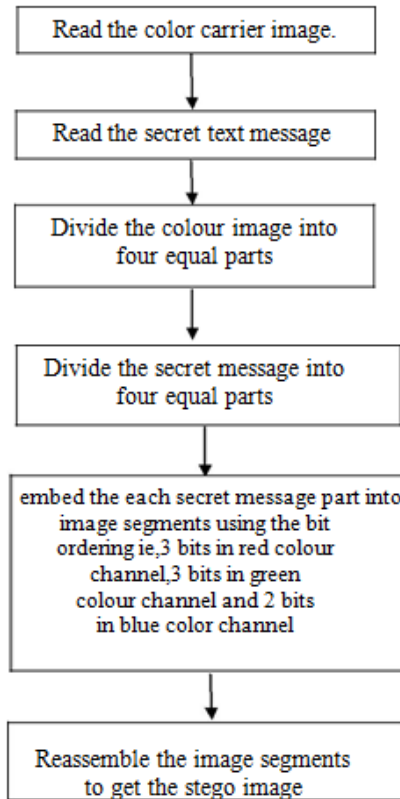 Read the color carrier image.
Read the secret text message
Divide the colour image into
four equal parts
Divide the secret message into
four equal parts
embed the each secret message part into
image segments using the bit
ordering ie,3 bits in red colour
channel,3 bits in green
colour channel and 2 bits
in blue color channel
Reassemble the image segments
to get the stego image